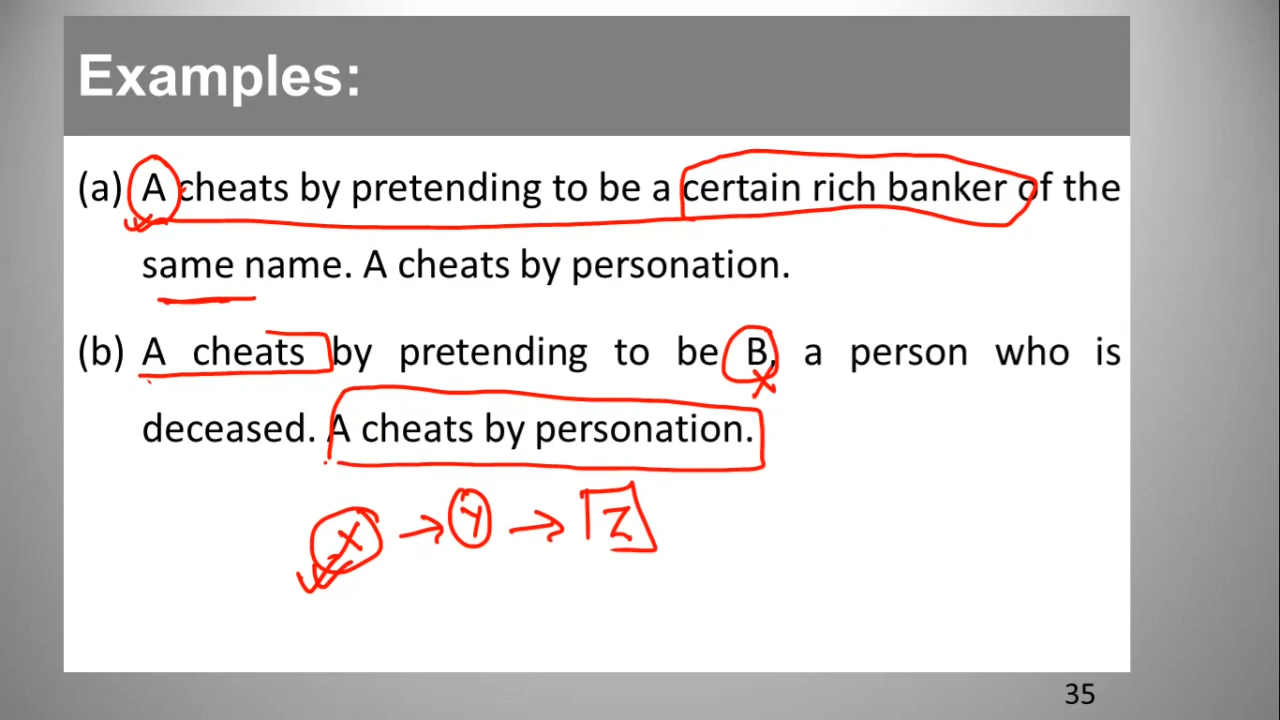 Examples:
(a) A cheats by pretending to be a certain rich banker of the
same name. A cheats by personation.
(b) A cheats by pretending to be B, a person who is
deceased. A cheats by personation.
X → Y → Z
35